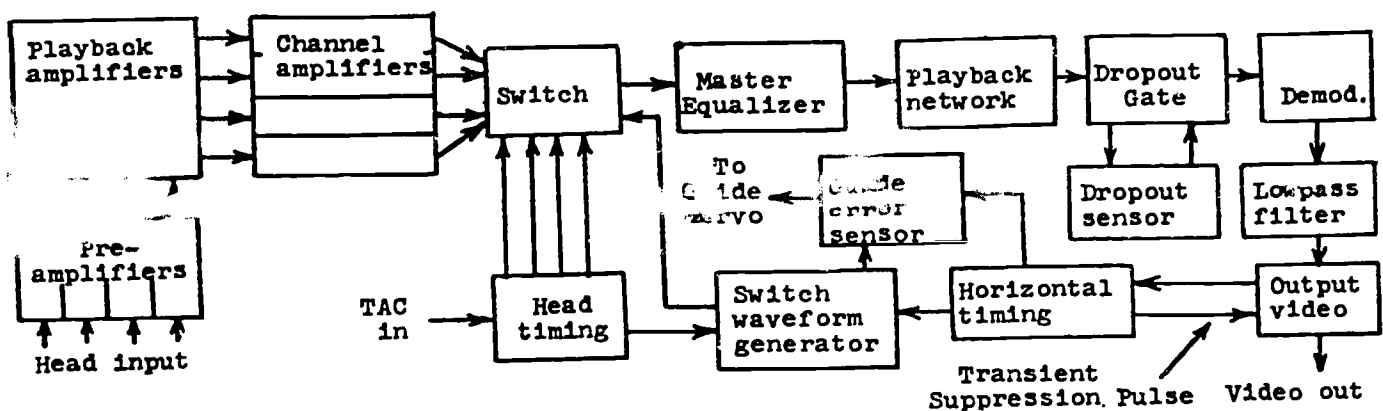 Playback
amplifiers
Channel
amplifiers
Switch
Master
Equalizer
Playback
network
Dropout
Gate
Demod.
Dropout
sensor
Lowpass
filter
To
error
sensor
Pre-
amplifiers
Head input
TAC
in
Head
timing
Switch
waveform
generator
Horizontal
timing
Output
video
Transient
Suppression Pulse
Video out